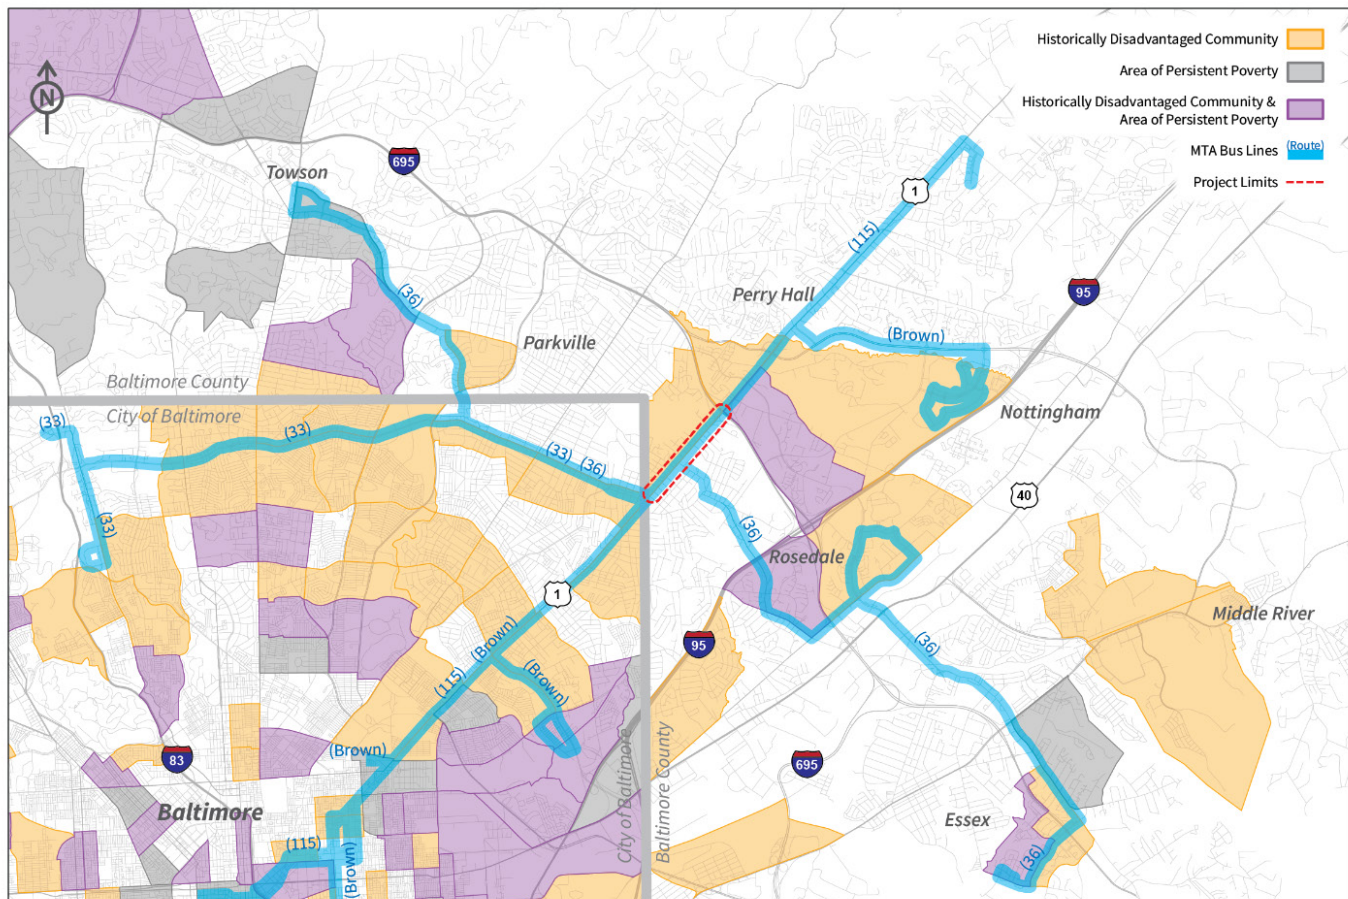 Historically Disadvantaged Community
Area of Persistent Poverty
Historically Disadvantaged Community &
Area of Persistent Poverty
MTA Bus Lines
(Route)
Project Limits
N
695
Towson
1
(115)
95
(36)
Perry Hall
(Brown)
Parkville
Baltimore County
City of Baltimore
Nottingham
(33)
(33)
(33)
(36)
40
(33)
(36)
Rosedale
1
Middle River
(Brown)
95
(36)
(115)
(Brown)
(Brown)
83
City of Baltimore
Baltimore County
695
Baltimore
Essex
(115)
(Brown)
(36)